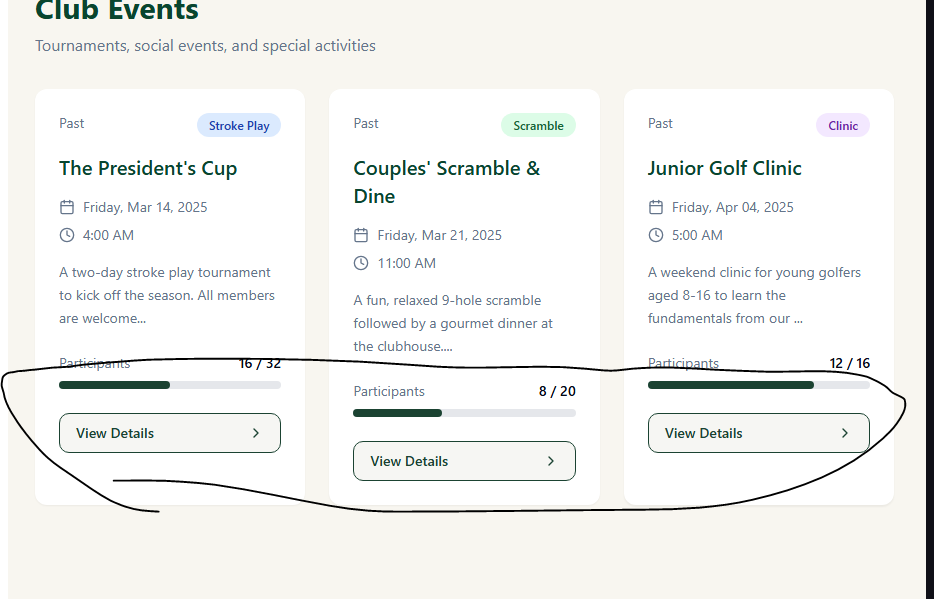 Club Events
Tournaments, social events, and special activities
Past
Stroke Play
The President's Cup
Friday, Mar 14, 2025
4:00 AM
A two-day stroke play tournament
to kick off the season. All members
are welcome...
Participants
16 / 32
View Details
Past
Scramble
Couples' Scramble &
Dine
Friday, Mar 21, 2025
11:00 AM
A fun, relaxed 9-hole scramble
followed by a gourmet dinner at
the clubhouse....
Participants
8 / 20
View Details
Past
Clinic
Junior Golf Clinic
Friday, Apr 04, 2025
5:00 AM
A weekend clinic for young golfers
aged 8-16 to learn the
fundamentals from our ...
Participants
12 / 16
View Details